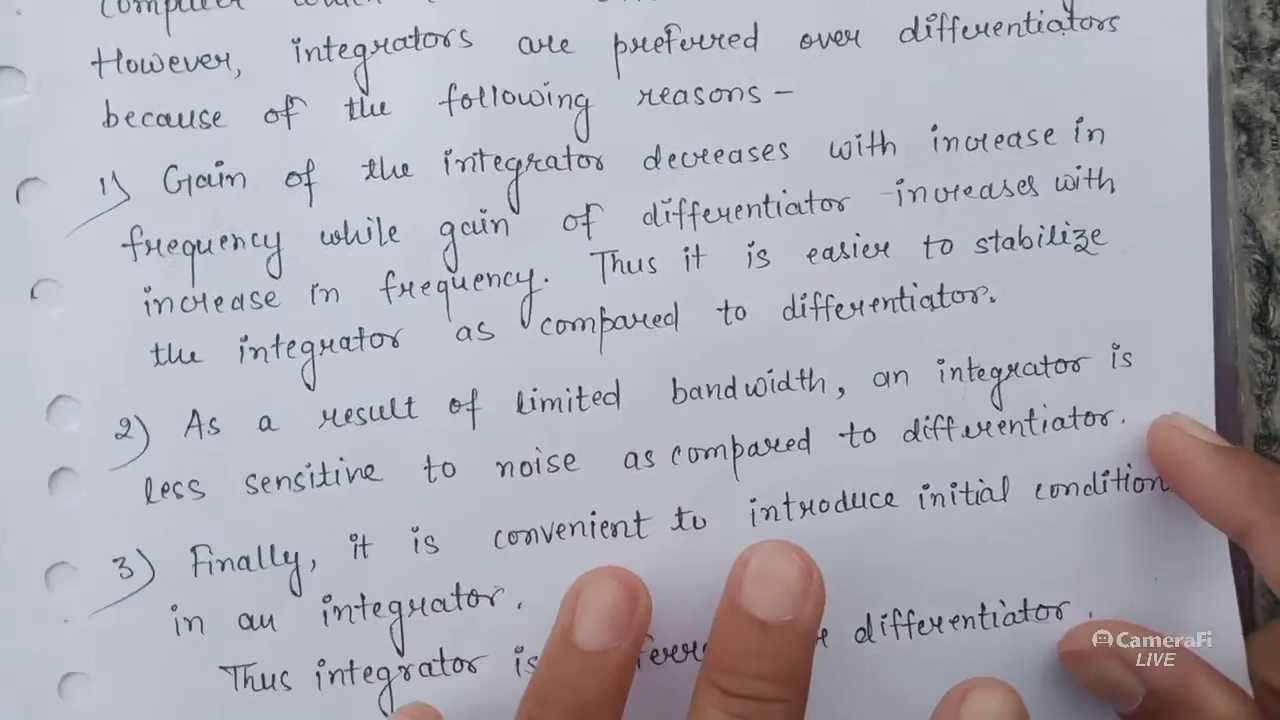 However, integrators are preferred over differentiators
because of the following reasons -
1) Gain of the integrator decreases with increase in
frequency while gain of differentiator increases with
increase in frequency. Thus it is easier to stabilize
the integrator as compared to differentiator.
2) As a result of limited bandwidth, an integrator is
less sensitive to noise as compared to differentiator.
3) Finally, it is convenient to introduce initial condition
in an integrator.
Thus integrator is differentiator.
CameraFi
LIVE